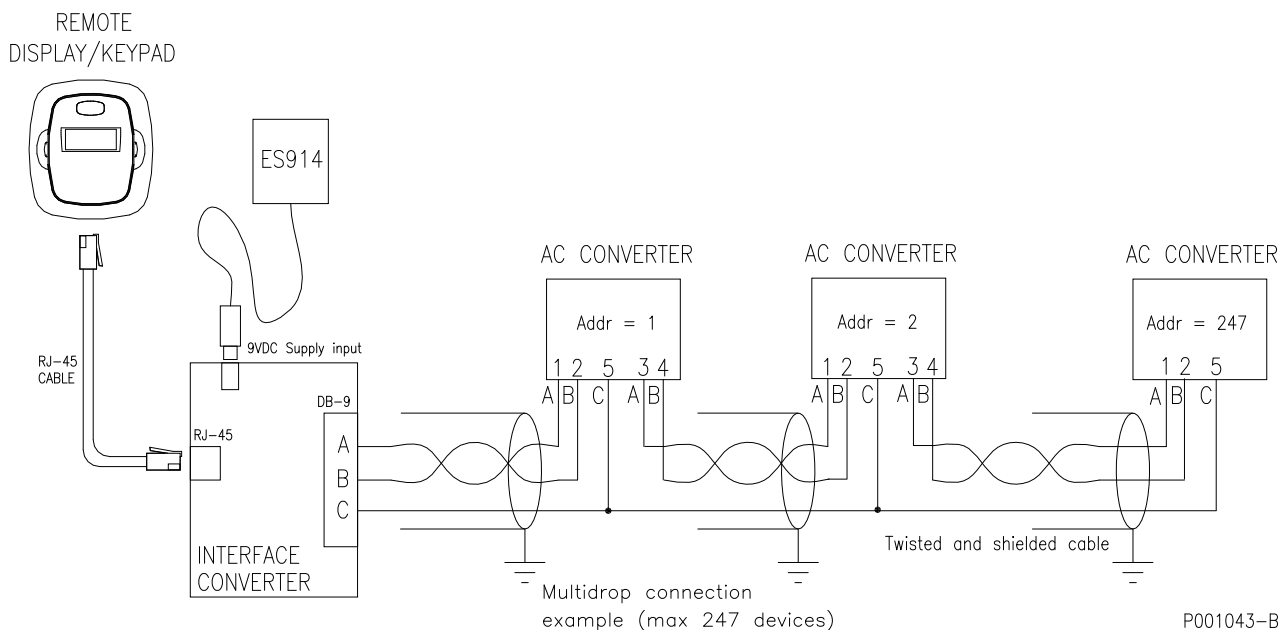 REMOTE
DISPLAY/KEYPAD
ES914
RJ-45
CABLE
9VDC Supply input
DB-9
RJ-45
A
B
C
INTERFACE
CONVERTER
AC CONVERTER
Addr = 1
1 2 5 3 4
A B C A B
AC CONVERTER
Addr = 2
1 2 5 3 4
A B C A B
AC CONVERTER
Addr = 247
1 2 5
A B C
Twisted and shielded cable
Multidrop connection
example (max 247 devices)
P001043-B